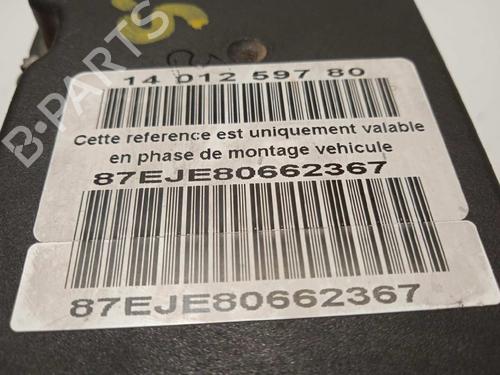 14 012 597 80
Cette reference est uniquement valable
en phase de montage vehicule
87EJE80662367
87EJE80662367
B-PARTS